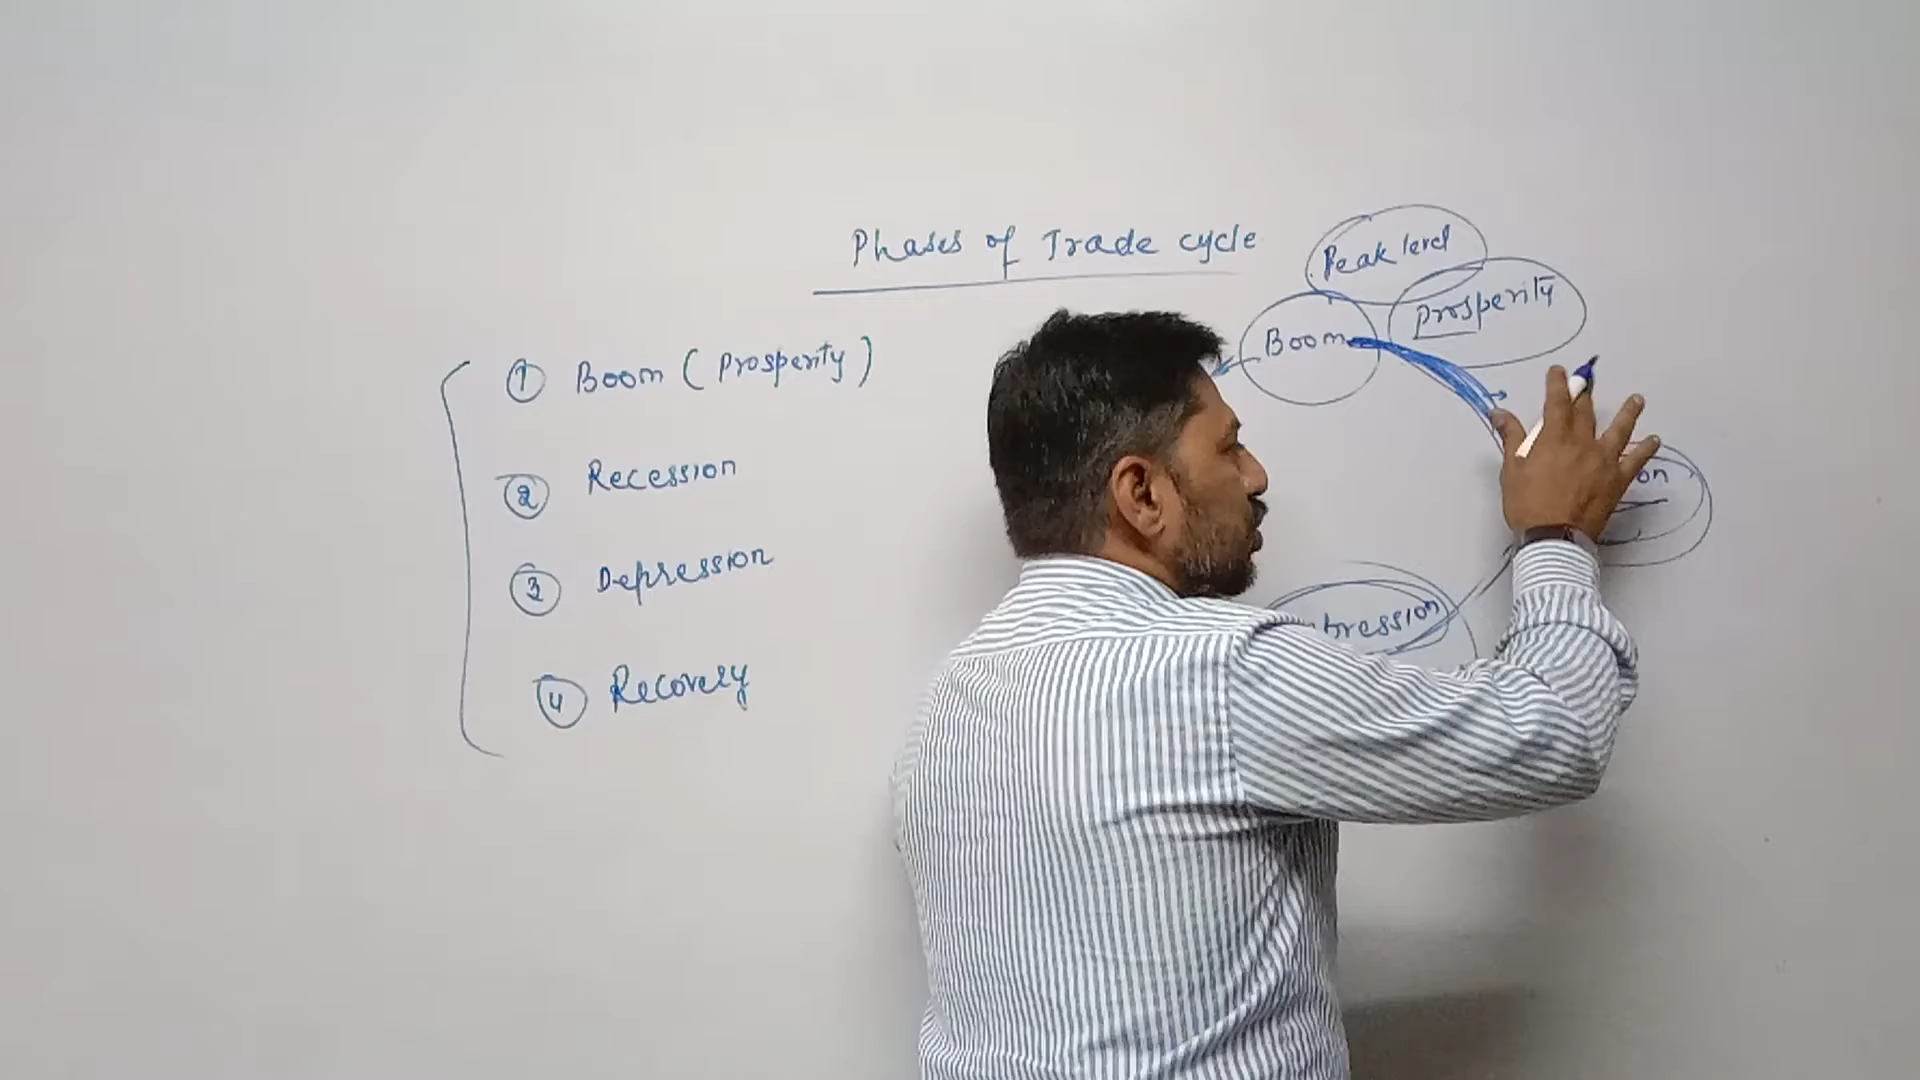 Phases of Trade cycle
Peak level
Prosperity
Boom
① Boom (Prosperity)
② Recession
③ Depression
④ Recovery